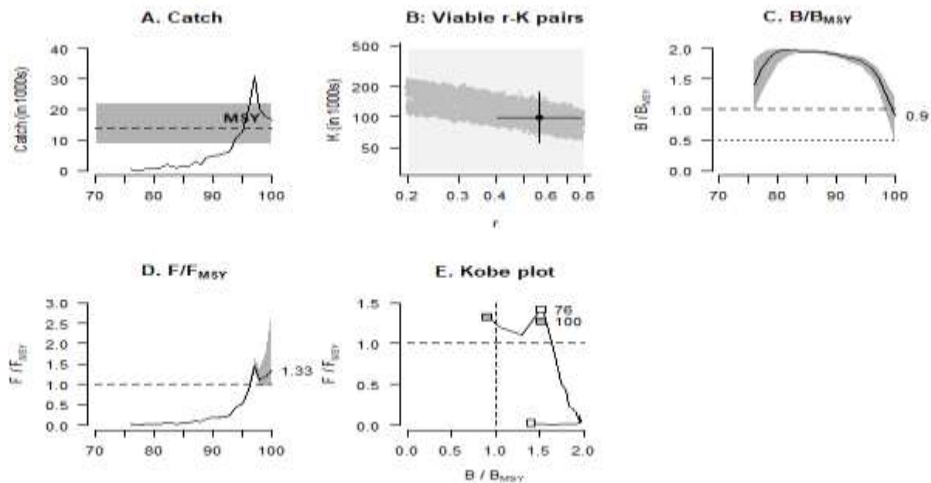 A. Catch
Catch (in 1000s)
40
30
20
10
0
MSY
70 80 90 100
B: Viable r-K pairs
K (in 1000s)
500
200
100
50
0.2 0.3 0.4 0.6 0.8
r
C. B/BMSY
B / BMSY
2.0
1.5
1.0
0.5
0.0
0.9
70 80 90 100
D. F/FMSY
F / FMSY
3.0
2.5
2.0
1.5
1.0
0.5
0.0
1.33
70 80 90 100
E. Kobe plot
F / FMSY
1.5
1.0
0.5
0.0
76
100
0.0 0.5 1.0 1.5 2.0
B / BMSY